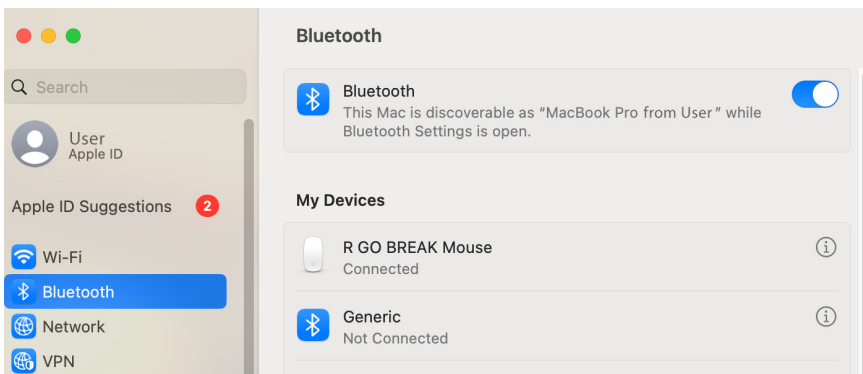 Search
User
Apple ID
Apple ID Suggestions 2
Wi-Fi
Bluetooth
Network
VPN
Bluetooth
Bluetooth
This Mac is discoverable as “MacBook Pro from User” while
Bluetooth Settings is open.
My Devices
R GO BREAK Mouse
Connected
Generic
Not Connected